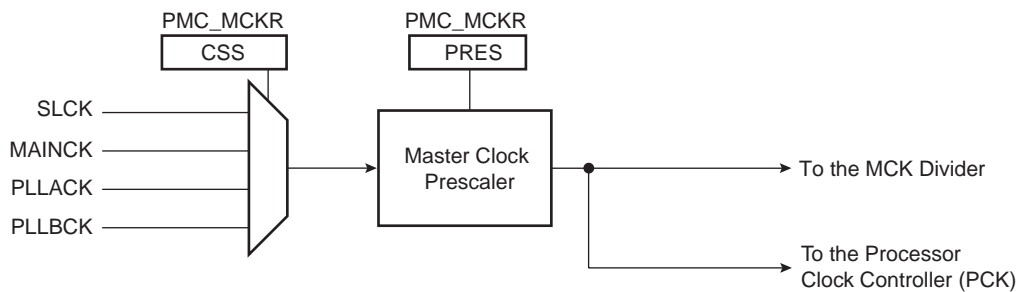 PMC_MCKR
CSS
PMC_MCKR
PRES
SLCK
MAINCK
PLLACK
PLLBCK
Master Clock
Prescaler
To the MCK Divider
To the Processor
Clock Controller (PCK)